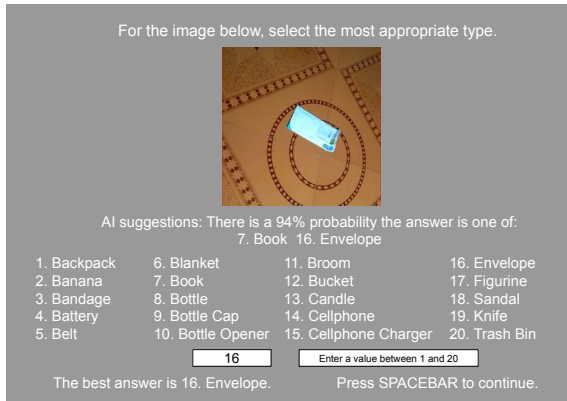 For the image below, select the most appropriate type.
AI suggestions: There is a 94% probability the answer is one of:
7. Book 16. Envelope
1. Backpack 6. Blanket 11. Broom 16. Envelope
2. Banana 7. Book 12. Bucket 17. Figurine
3. Bandage 8. Bottle 13. Candle 18. Sandal
4. Battery 9. Bottle Cap 14. Cellphone 19. Knife
5. Belt 10. Bottle Opener 15. Cellphone Charger 20. Trash Bin
16 Enter a value between 1 and 20
The best answer is 16. Envelope. Press SPACEBAR to continue.